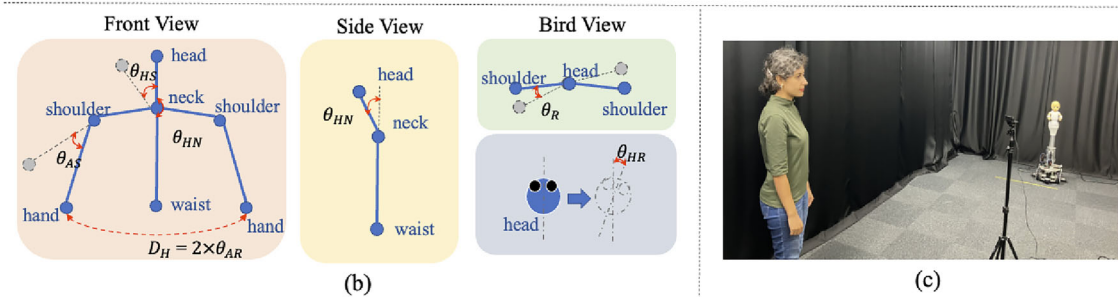 Front View
head
θHS
shoulder
neck
shoulder
θHN
θAS
hand
waist
hand
DH = 2×θAR
Side View
head
θHN
neck
waist
Bird View
shoulder
head
θR
shoulder
θHR
head
(b)
(c)